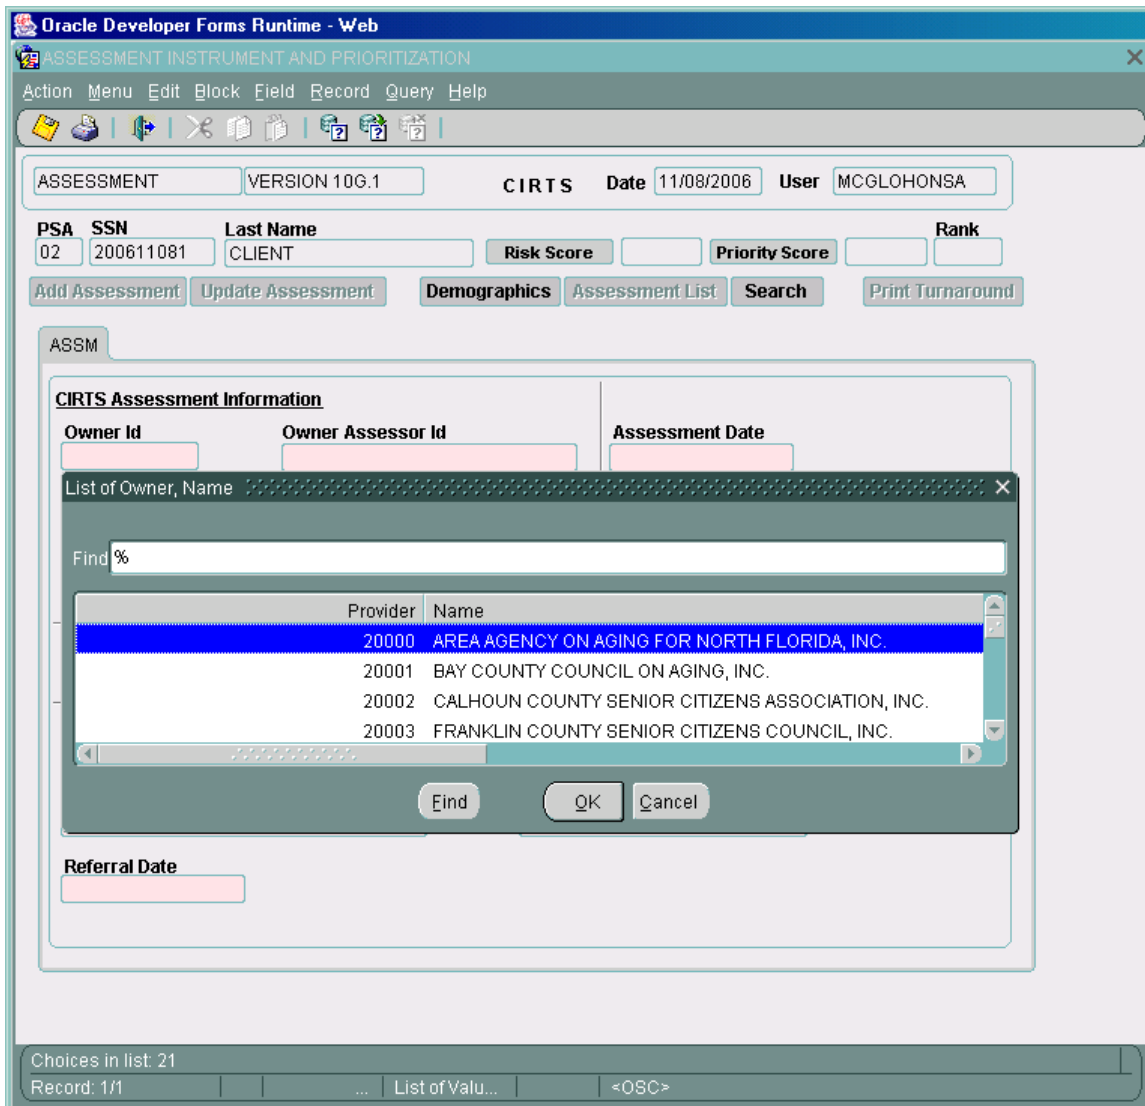 Oracle Developer Forms Runtime - Web
ASSESSMENT INSTRUMENT AND PRIORITIZATION
Action Menu Edit Block Field Record Query Help
ASSESSMENT VERSION 10G.1 CIRTS Date 11/08/2006 User MCGLOHONSA
PSA SSN Last Name Rank
02 200611081 CLIENT Risk Score Priority Score
Add Assessment Update Assessment Demographics Assessment List Search Print Turnaround
ASSM
CIRTS Assessment Information
Owner Id Owner Assessor Id Assessment Date
List of Owner, Name
Find %
Provider Name
20000 AREA AGENCY ON AGING FOR NORTH FLORIDA, INC.
20001 BAY COUNTY COUNCIL ON AGING, INC.
20002 CALHOUN COUNTY SENIOR CITIZENS ASSOCIATION, INC.
20003 FRANKLIN COUNTY SENIOR CITIZENS COUNCIL, INC.
Find OK Cancel
Referral Date
Choices in list: 21
Record: 1/1 ... List of Valu... <OSC>